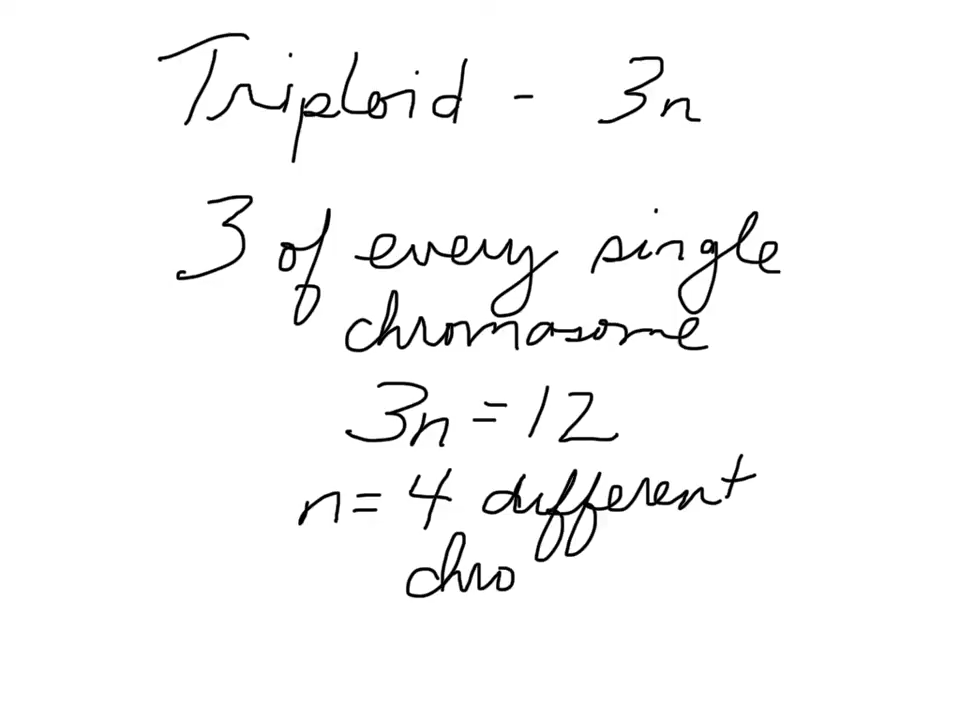 Triploid - 3n
3 of every single
chromasome
3n = 12
n = 4 different
chro